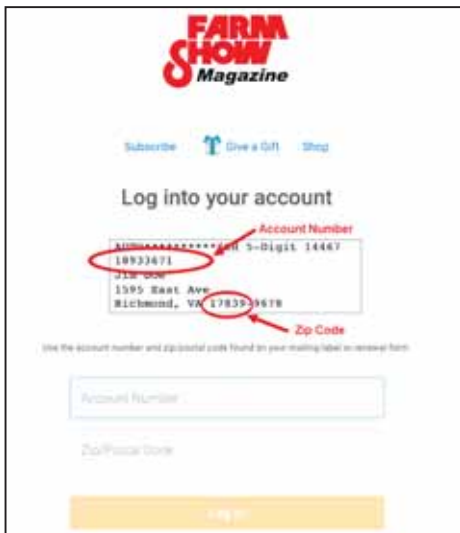 FARM
SHOW
Magazine
Subscribe Give a Gift Shop
Log into your account
Account Number
5-Digit 14467
18933671
Jim Doe
1595 East Ave
Richmond, VA 17839-9678
Zip Code
Use the account number and zip/postal code found on your mailing label or renewal form
Account Number
Zip/Postal Code
Log In